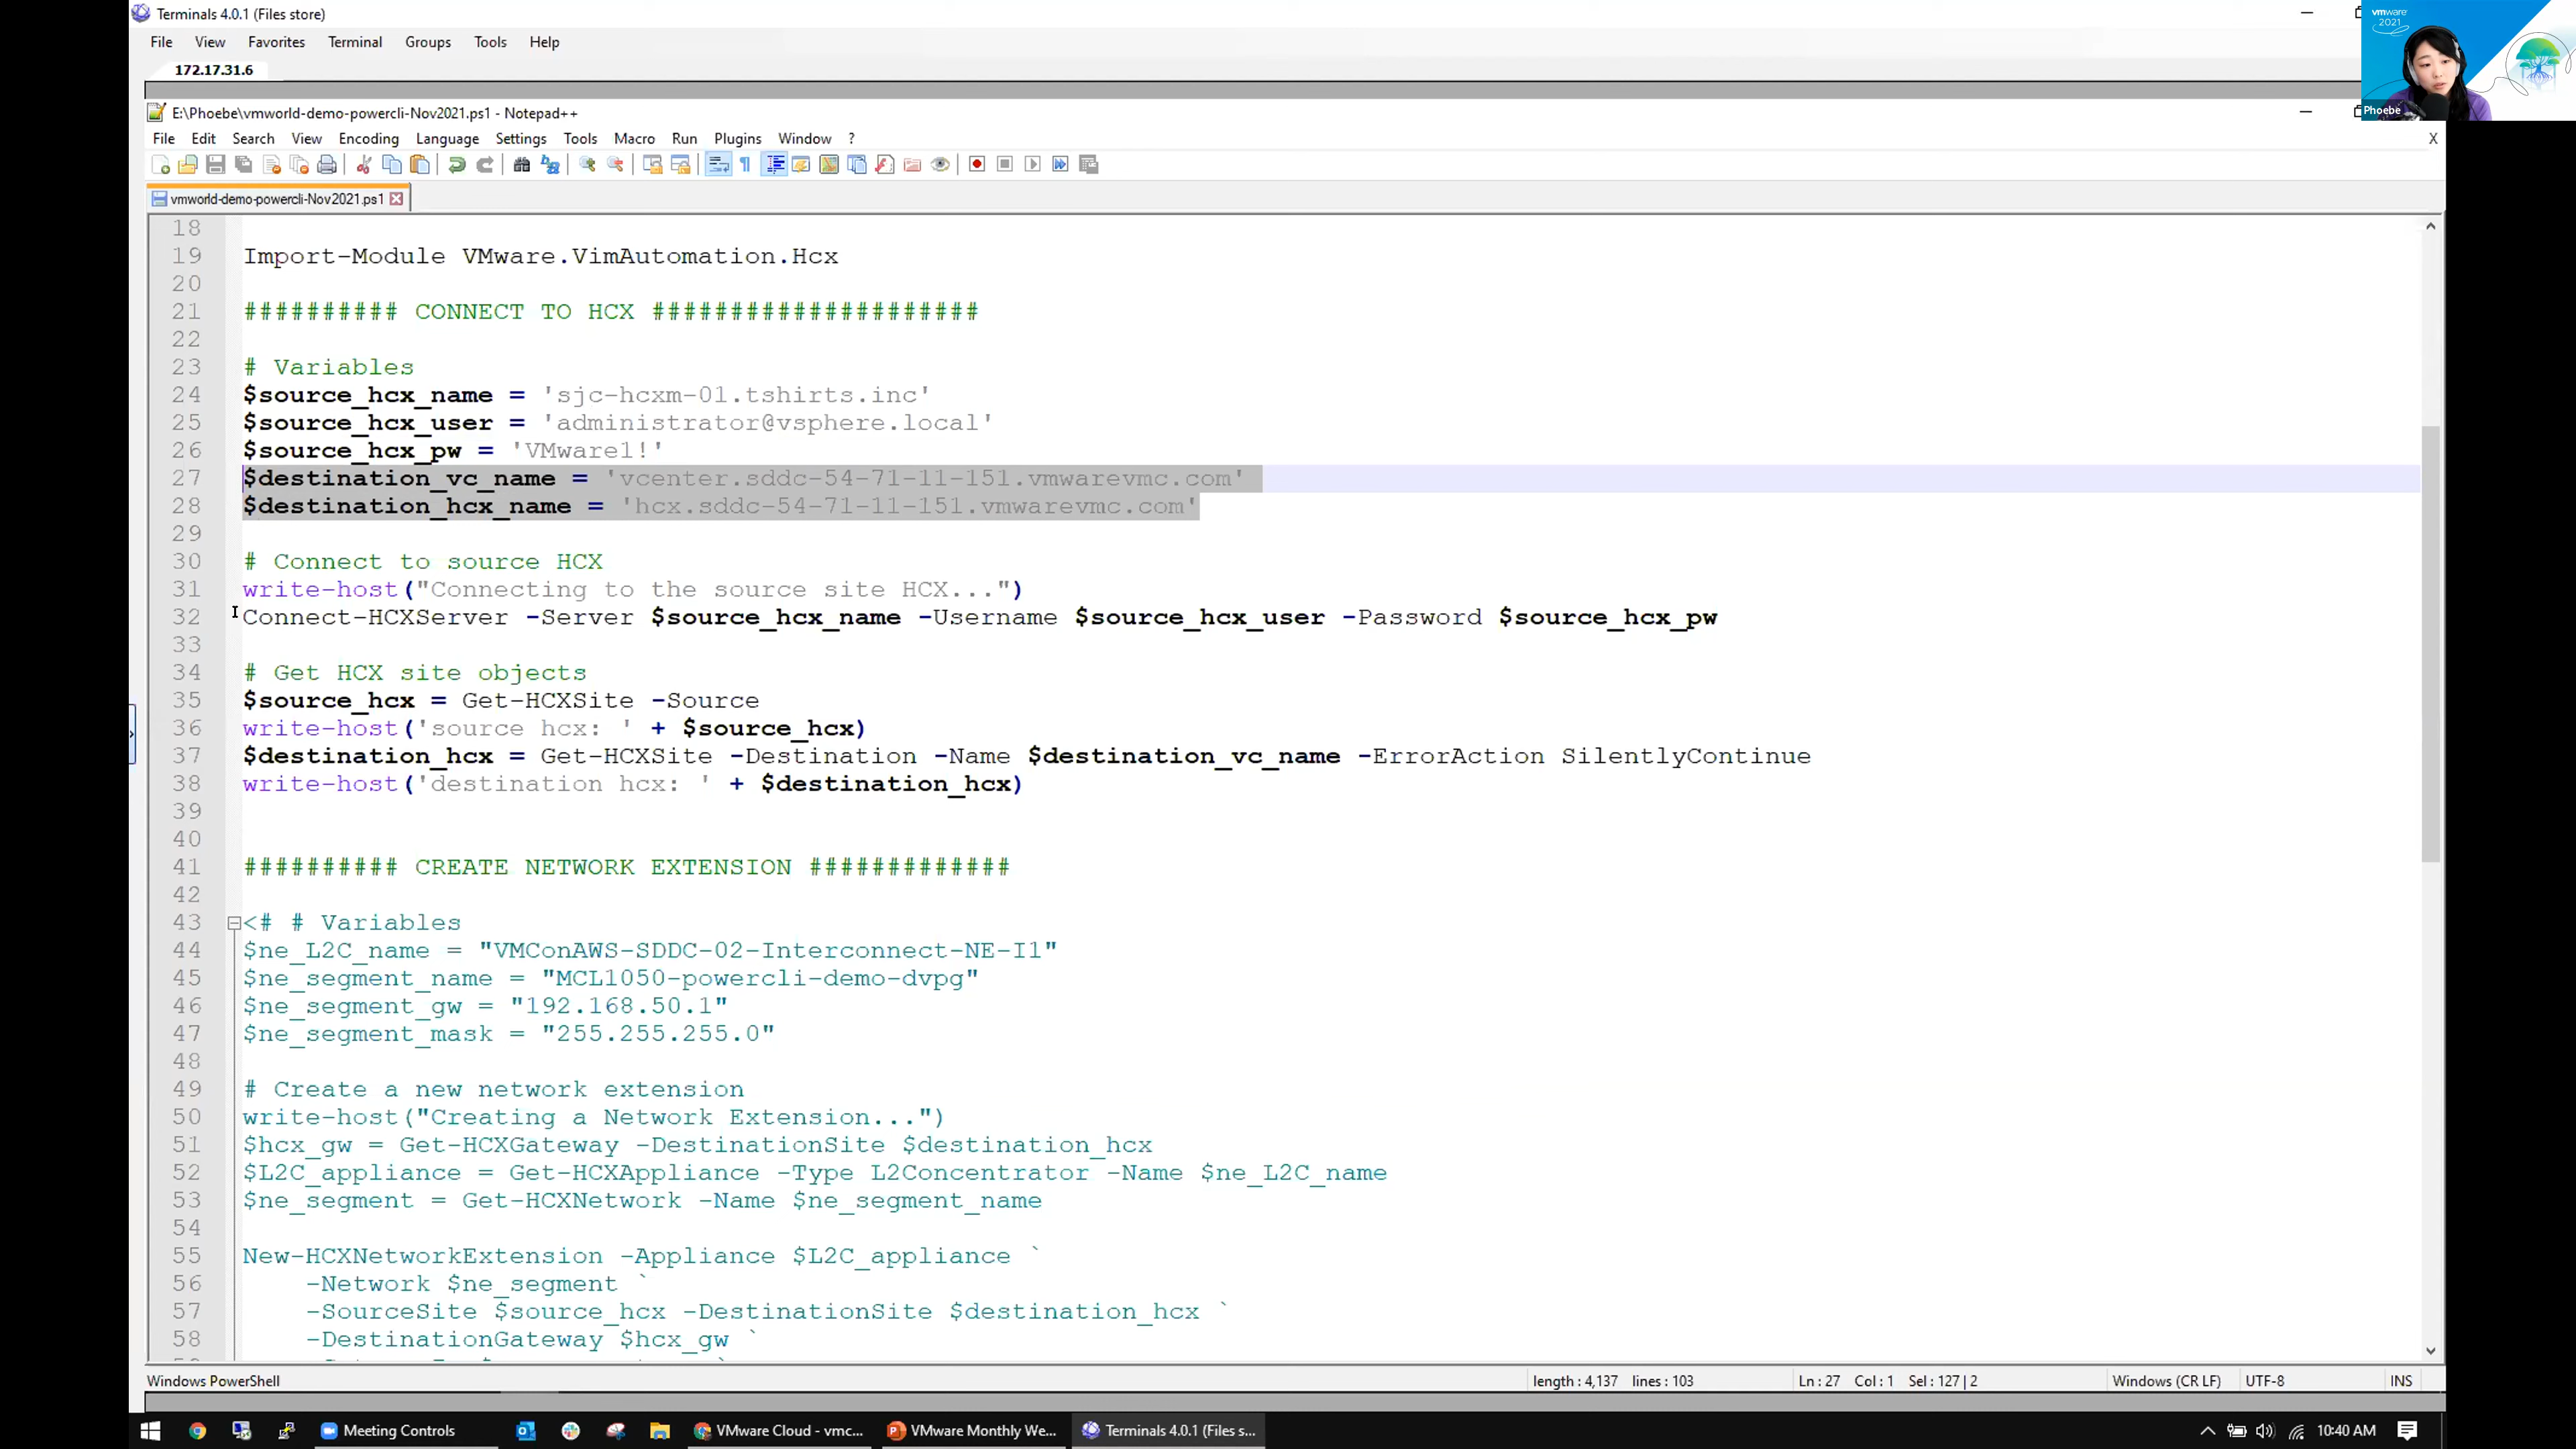 Terminals 4.0.1 (Files store)
File View Favorites Terminal Groups Tools Help
172.17.31.6
vmware
2021
Phoebe
E:\Phoebe\vmworld-demo-powercli-Nov2021.ps1 - Notepad++
File Edit Search View Encoding Language Settings Tools Macro Run Plugins Window ?
X
vmworld-demo-powercli-Nov2021.ps1
18
19 Import-Module VMware.VimAutomation.Hcx
20
21 ########## CONNECT TO HCX #####################
22
23 # Variables
24 $source_hcx_name = 'sjc-hcxm-01.tshirts.inc'
25 $source_hcx_user = 'administrator@vsphere.local'
26 $source_hcx_pw = 'VMware1!'
27 $destination_vc_name = 'vcenter.sddc-54-71-11-151.vmwarevmc.com'
28 $destination_hcx_name = 'hcx.sddc-54-71-11-151.vmwarevmc.com'
29
30 # Connect to source HCX
31 write-host("Connecting to the source site HCX...")
32 Connect-HCXServer -Server $source_hcx_name -Username $source_hcx_user -Password $source_hcx_pw
33
34 # Get HCX site objects
35 $source_hcx = Get-HCXSite -Source
36 write-host('source hcx: ' + $source_hcx)
37 $destination_hcx = Get-HCXSite -Destination -Name $destination_vc_name -ErrorAction SilentlyContinue
38 write-host('destination hcx: ' + $destination_hcx)
39
40
41 ########## CREATE NETWORK EXTENSION #############
42
43 <# # Variables
44 $ne_L2C_name = "VMConAWS-SDDC-02-Interconnect-NE-I1"
45 $ne_segment_name = "MCL1050-powercli-demo-dvpg"
46 $ne_segment_gw = "192.168.50.1"
47 $ne_segment_mask = "255.255.255.0"
48
49 # Create a new network extension
50 write-host("Creating a Network Extension...")
51 $hcx_gw = Get-HCXGateway -DestinationSite $destination_hcx
52 $L2C_appliance = Get-HCXAppliance -Type L2Concentrator -Name $ne_L2C_name
53 $ne_segment = Get-HCXNetwork -Name $ne_segment_name
54
55 New-HCXNetworkExtension -Appliance $L2C_appliance `
56 -Network $ne_segment `
57 -SourceSite $source_hcx -DestinationSite $destination_hcx `
58 -DestinationGateway $hcx_gw `
Windows PowerShell length : 4,137 lines : 103 Ln : 27 Col : 1 Sel : 127 | 2 Windows (CR LF) UTF-8 INS
Meeting Controls VMware Cloud - vmc... VMware Monthly We... Terminals 4.0.1 (Files s... 10:40 AM